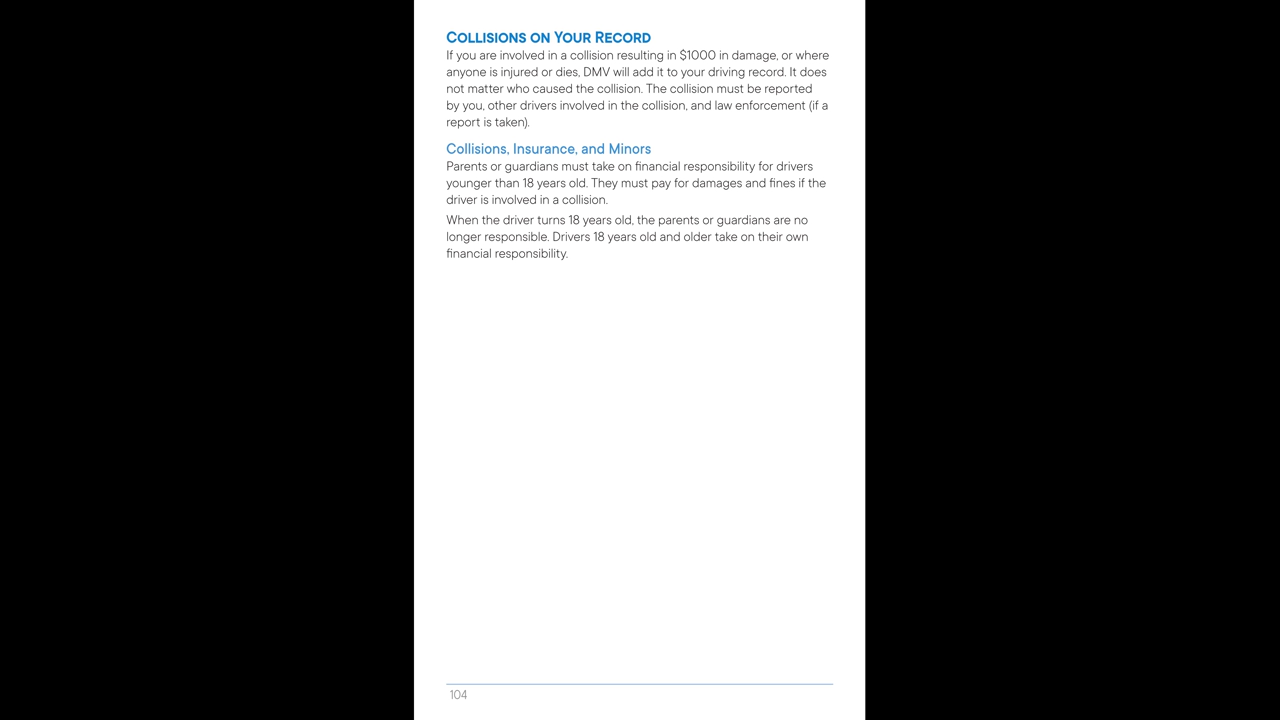 COLLISIONS ON YOUR RECORD
If you are involved in a collision resulting in $1000 in damage, or where
anyone is injured or dies, DMV will add it to your driving record. It does
not matter who caused the collision. The collision must be reported
by you, other drivers involved in the collision, and law enforcement (if a
report is taken).
Collisions, Insurance, and Minors
Parents or guardians must take on financial responsibility for drivers
younger than 18 years old. They must pay for damages and fines if the
driver is involved in a collision.
When the driver turns 18 years old, the parents or guardians are no
longer responsible. Drivers 18 years old and older take on their own
financial responsibility.
104